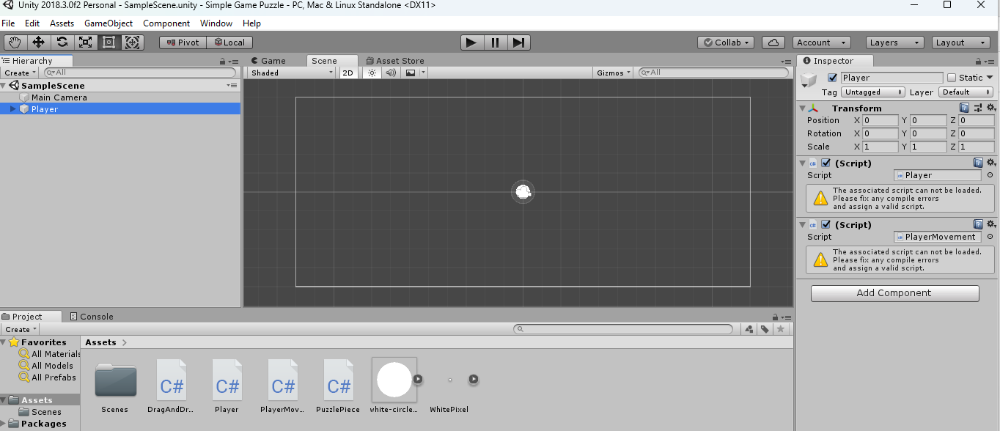 Unity 2018.3.0f2 Personal - SampleScene.unity - Simple Game Puzzle - PC, Mac & Linux Standalone <DX11>
File Edit Assets GameObject Component Window Help
Pivot Local Collab Account Layers Layout
Hierarchy
Create All
SampleScene
Main Camera
Player
Game Scene Asset Store
Shaded 2D Gizmos All
Inspector
Player Static
Tag Untagged Layer Default
Transform
Position X 0 Y 0 Z 0
Rotation X 0 Y 0 Z 0
Scale X 1 Y 1 Z 1
C# (Script)
Script Player
The associated script can not be loaded.
Please fix any compile errors
and assign a valid script.
C# (Script)
Script PlayerMovement
The associated script can not be loaded.
Please fix any compile errors
and assign a valid script.
Add Component
Project Console
Create
Favorites
All Materials
All Models
All Prefabs
Assets
Scenes
Packages
Assets
C# C# C# C#
Scenes DragAndDr... Player PlayerMov... PuzzlePiece white-circle... WhitePixel